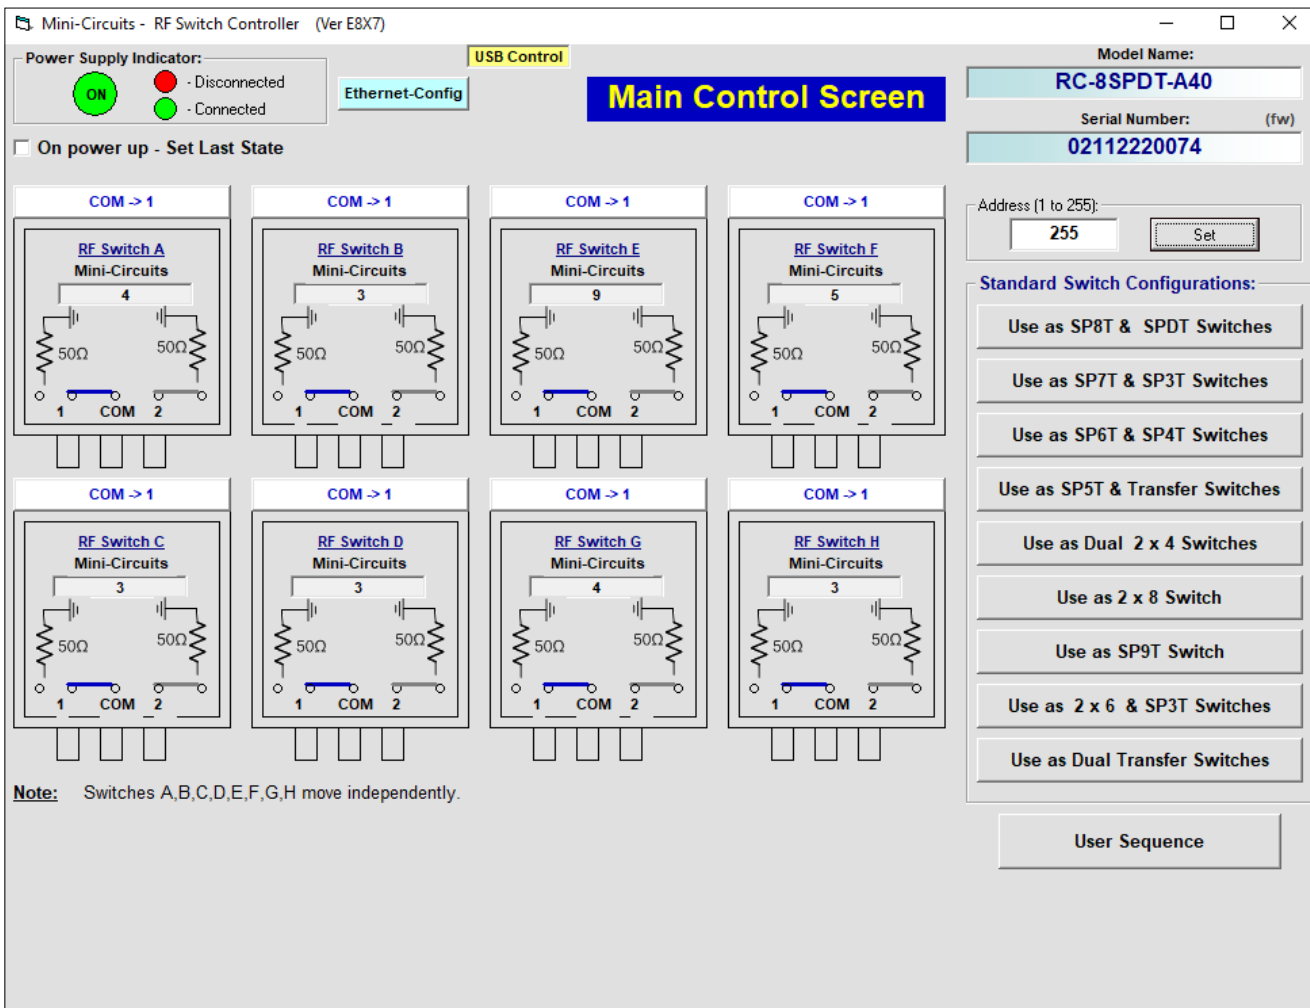 Mini-Circuits - RF Switch Controller (Ver E8X7)
Power Supply Indicator:
ON
- Disconnected
- Connected
Ethernet-Config
USB Control
Main Control Screen
Model Name:
RC-8SPDT-A40
Serial Number: (fw)
02112220074
On power up - Set Last State
COM -> 1
RF Switch A
Mini-Circuits
4
50Ω 50Ω
1 COM 2
COM -> 1
RF Switch B
Mini-Circuits
3
50Ω 50Ω
1 COM 2
COM -> 1
RF Switch E
Mini-Circuits
9
50Ω 50Ω
1 COM 2
COM -> 1
RF Switch F
Mini-Circuits
5
50Ω 50Ω
1 COM 2
COM -> 1
RF Switch C
Mini-Circuits
3
50Ω 50Ω
1 COM 2
COM -> 1
RF Switch D
Mini-Circuits
3
50Ω 50Ω
1 COM 2
COM -> 1
RF Switch G
Mini-Circuits
4
50Ω 50Ω
1 COM 2
COM -> 1
RF Switch H
Mini-Circuits
3
50Ω 50Ω
1 COM 2
Note: Switches A,B,C,D,E,F,G,H move independently.
Address (1 to 255):
255 Set
Standard Switch Configurations:
Use as SP8T & SPDT Switches
Use as SP7T & SP3T Switches
Use as SP6T & SP4T Switches
Use as SP5T & Transfer Switches
Use as Dual 2 x 4 Switches
Use as 2 x 8 Switch
Use as SP9T Switch
Use as 2 x 6 & SP3T Switches
Use as Dual Transfer Switches
User Sequence